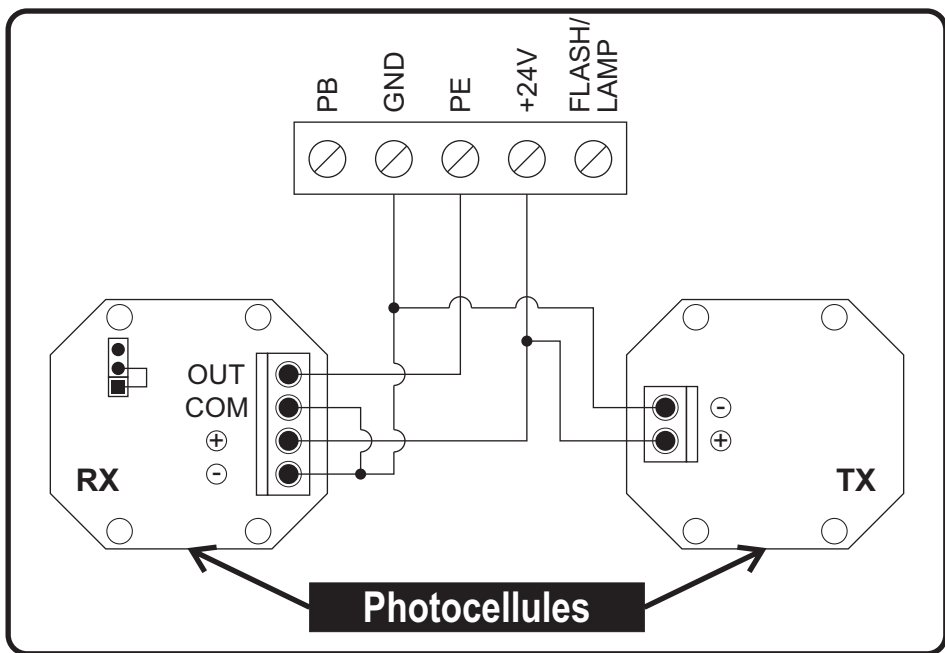 PB
GND
PE
+24V
FLASH/
LAMP
OUT
COM
+
-
RX
-
+
TX
Photocellules